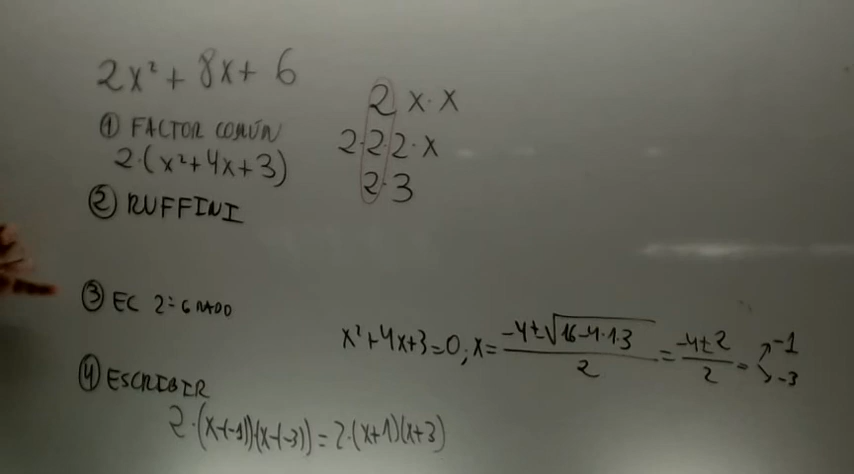 2x² + 8x + 6
2 x·x
① FACTOR COMÚN
2·2·2·x
2·(x²+4x+3)
2·3
② RUFFINI
③ EC 2º GRADO
x²+4x+3=0; x= (-4±√(16-4·1·3))/2 = (-4±2)/2 = ↗ -1 ↘ -3
④ ESCRIBIR
2·(x-(-1))·(x-(-3)) = 2·(x+1)(x+3)